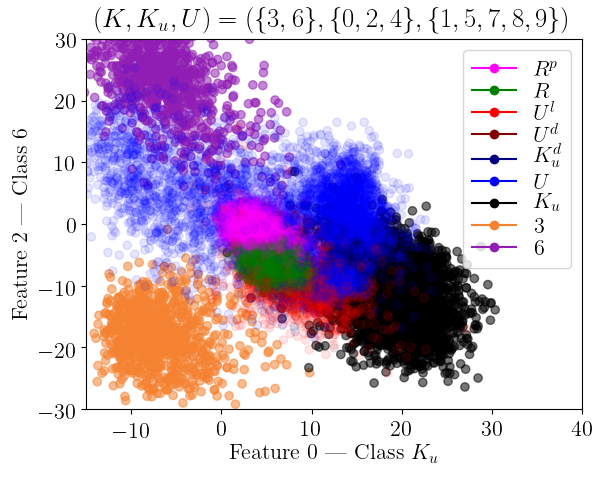 (K, K_u, U) = ({3, 6}, {0, 2, 4}, {1, 5, 7, 8, 9})
30
20
10
0
−10
−20
−30
Feature 2 — Class 6
R^p
R
U^l
U^d
K_u^d
U
K_u
3
6
−10
0
10
20
30
40
Feature 0 — Class K_u